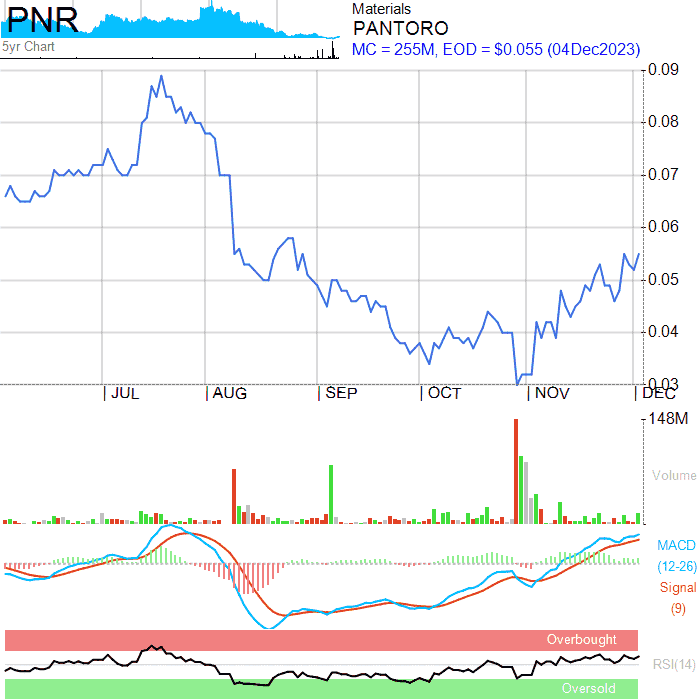 PNR
5yr Chart
Materials
PANTORO
MC = 255M, EOD = $0.055 (04Dec2023)
0.09
0.08
0.07
0.06
0.05
0.04
0.03
JUL
AUG
SEP
OCT
NOV
DEC
148M
Volume
MACD
(12-26)
Signal
(9)
Overbought
RSI(14)
Oversold